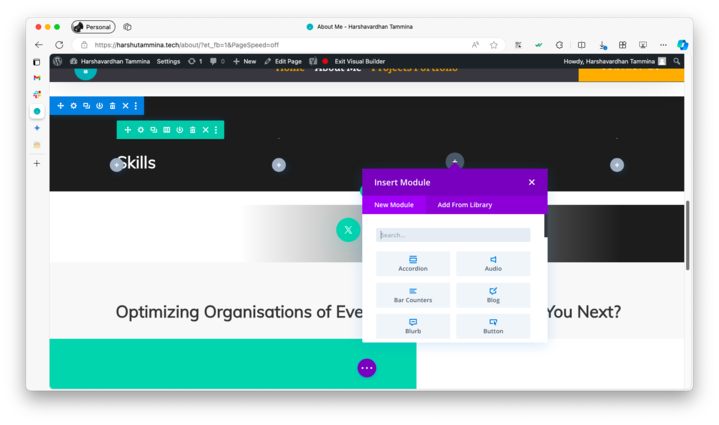 Personal
About Me - Harshavardhan Tammina
https://harshutammina.tech/about/?et_fb=1&PageSpeed=off
Harshavardhan Tammina Settings 1 0 New Edit Page Exit Visual Builder Howdy, Harshavardhan Tammina
Home About Me Projects Portfolio
Skills
Insert Module
New Module Add From Library
Search...
Accordion Audio
Bar Counters Blog
Blurb Button
Optimizing Organisations of Eve You Next?